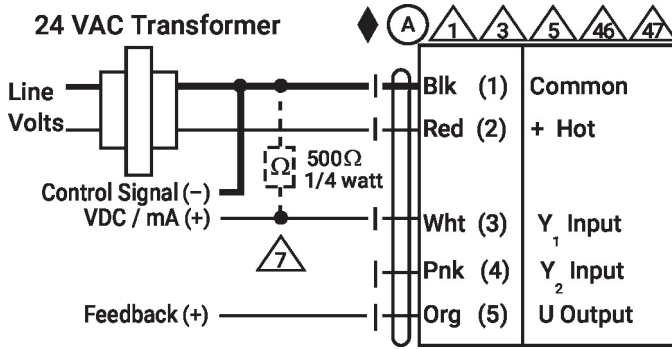 24 VAC Transformer
A 1 3 5 46 47
Line
Volts
Blk (1) Common
Red (2) + Hot
Ω 500Ω
1/4 watt
Control Signal (−)
VDC / mA (+)
Wht (3) Y1 Input
7
Pnk (4) Y2 Input
Feedback (+)
Org (5) U Output